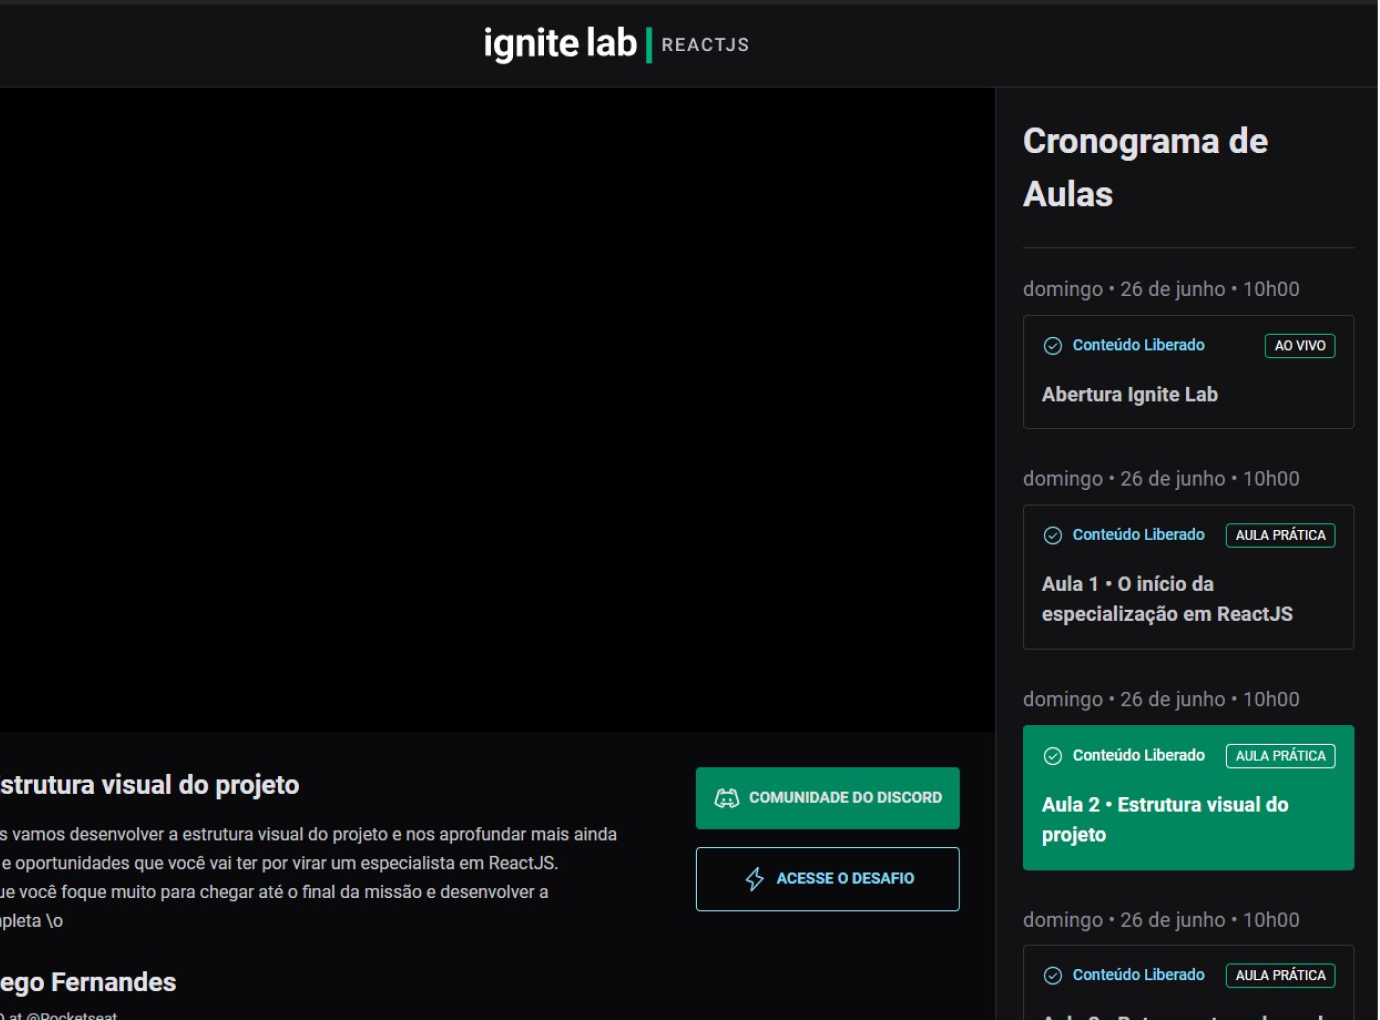 ignite lab REACTJS
Cronograma de
Aulas
domingo • 26 de junho • 10h00
Conteúdo Liberado AO VIVO
Abertura Ignite Lab
domingo • 26 de junho • 10h00
Conteúdo Liberado AULA PRÁTICA
Aula 1 • O início da
especialização em ReactJS
domingo • 26 de junho • 10h00
Conteúdo Liberado AULA PRÁTICA
Aula 2 • Estrutura visual do
projeto
domingo • 26 de junho • 10h00
Conteúdo Liberado AULA PRÁTICA
strutura visual do projeto
s vamos desenvolver a estrutura visual do projeto e nos aprofundar mais ainda
e oportunidades que você vai ter por virar um especialista em ReactJS.
ue você foque muito para chegar até o final da missão e desenvolver a
pleta \o
COMUNIDADE DO DISCORD
ACESSE O DESAFIO
ego Fernandes
at @Rocketseat